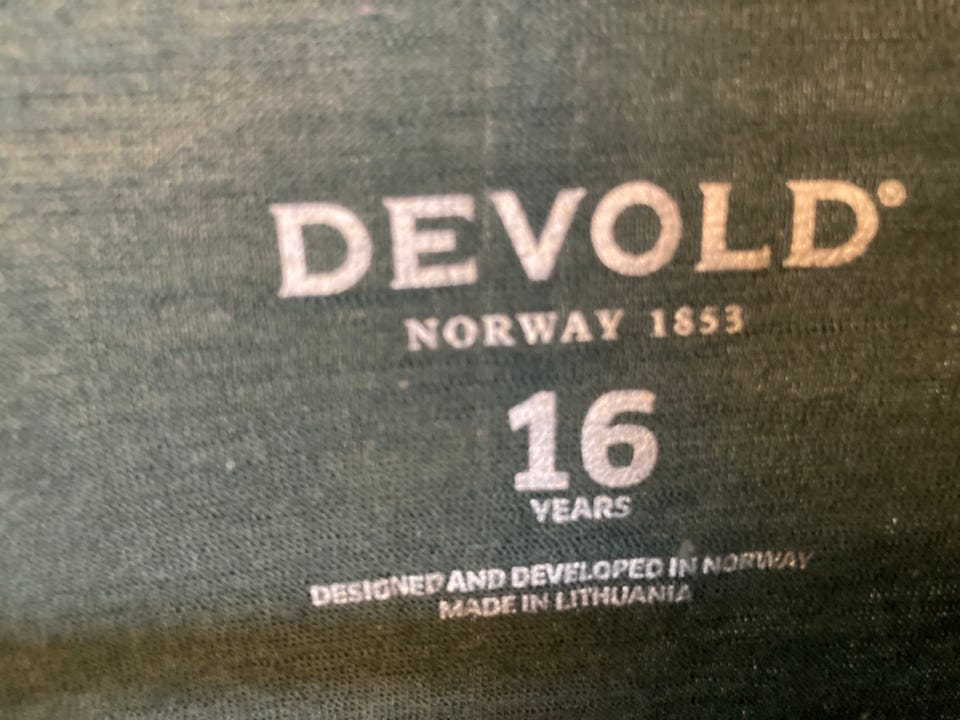 DEVOLD®
NORWAY 1853
16
YEARS
DESIGNED AND DEVELOPED IN NORWAY
MADE IN LITHUANIA